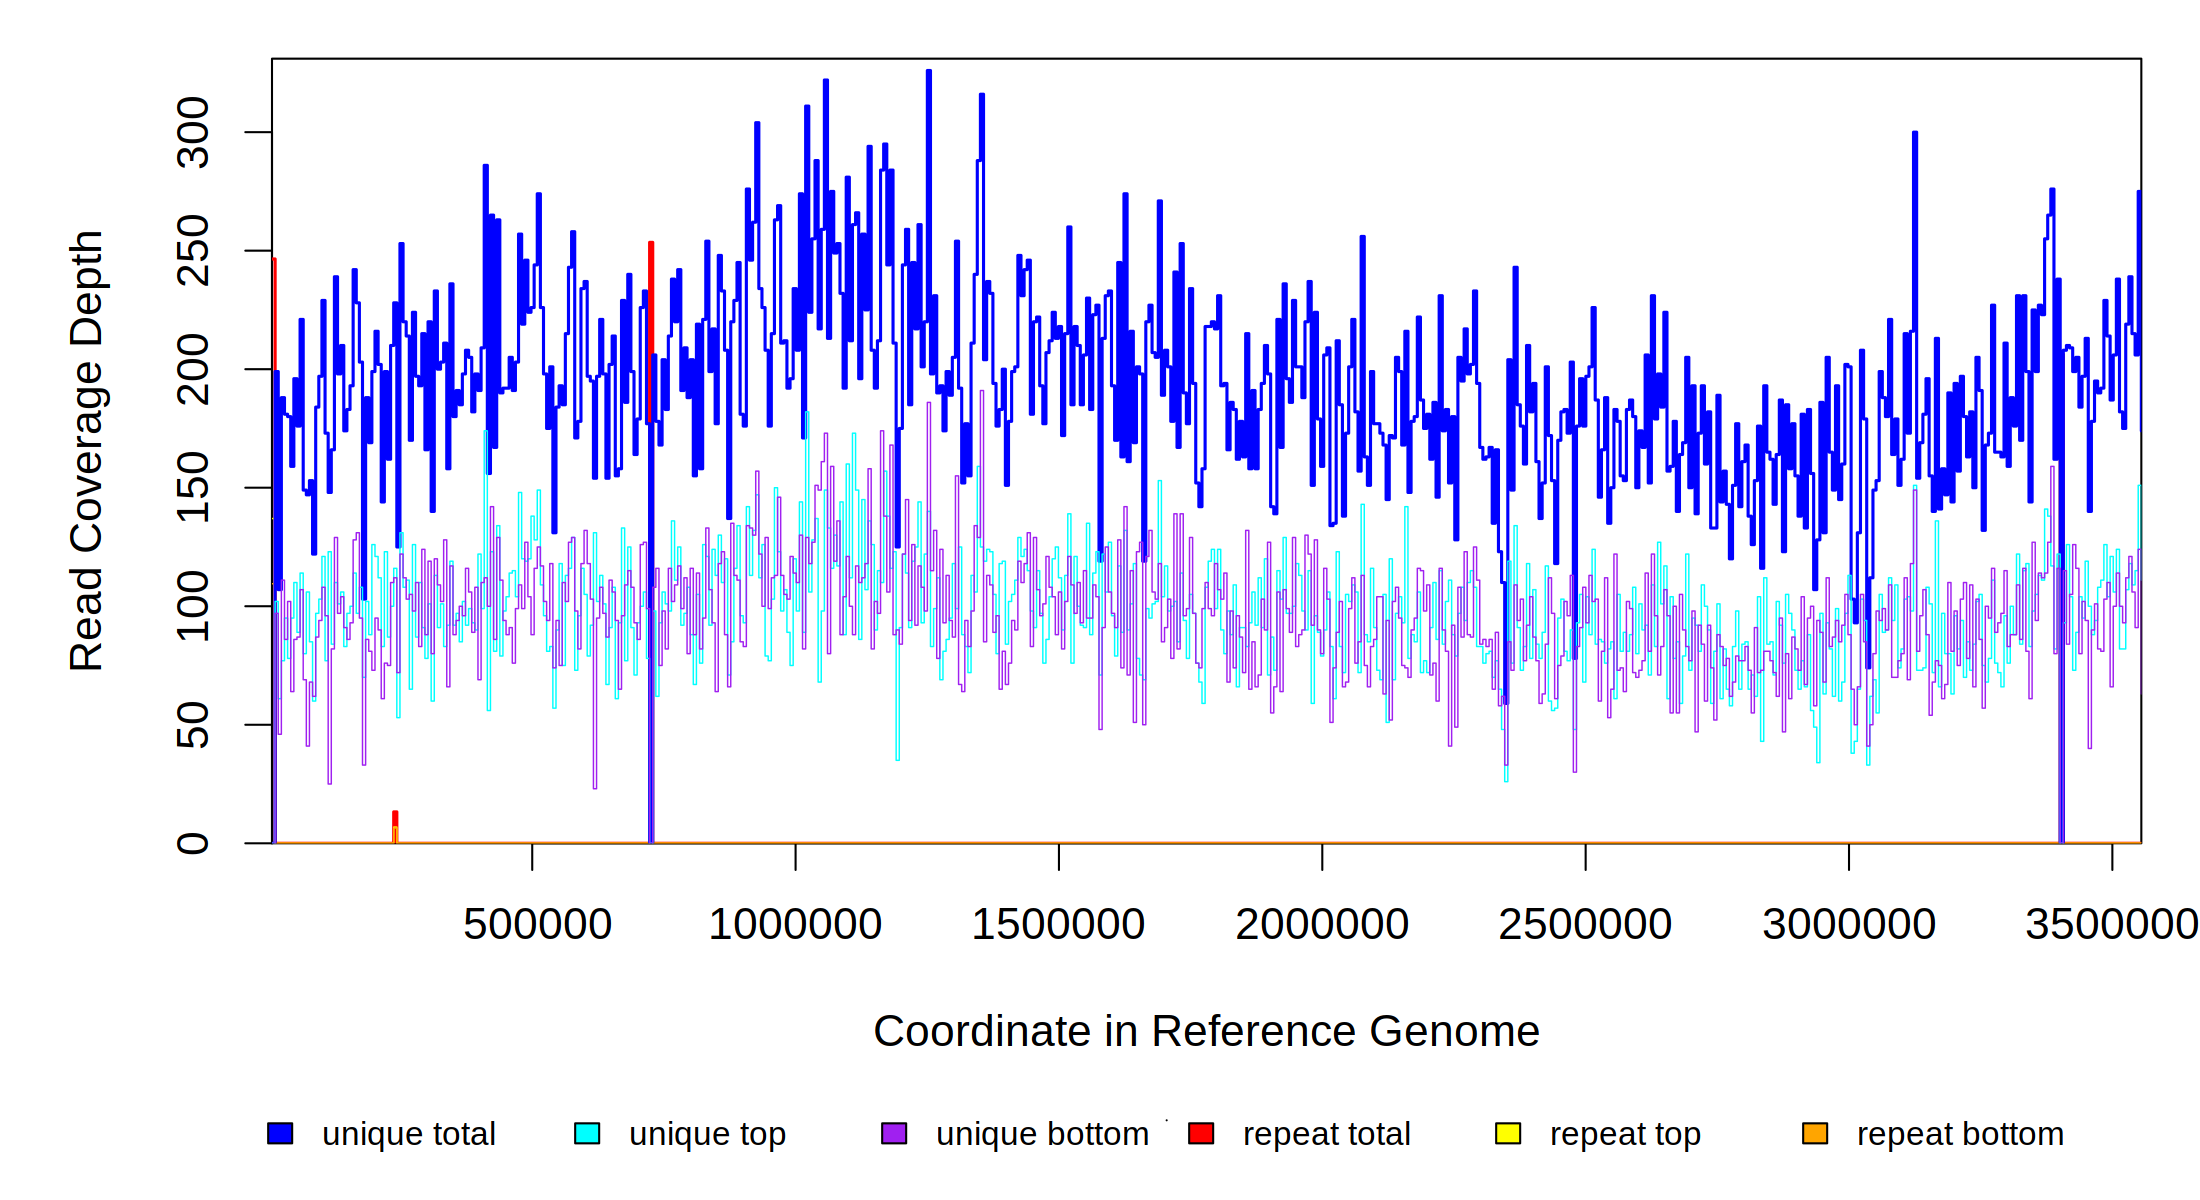 Read Coverage Depth
300
250
200
150
100
50
0
500000 1000000 1500000 2000000 2500000 3000000 3500000
Coordinate in Reference Genome
unique total unique top unique bottom repeat total repeat top repeat bottom